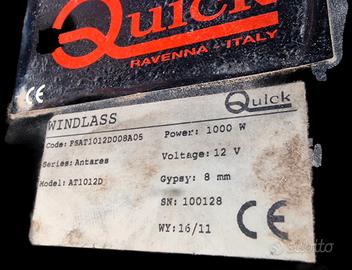 Quick
RAVENNA - ITALY
CE
WINDLASS
Quick
Code: FSAT1012D008A05
Power: 1000 W
Series: Antares
Voltage: 12 V
Model: AT1012D
Gypsy: 8 mm
SN: 100128
WY: 16/11
CE
subito